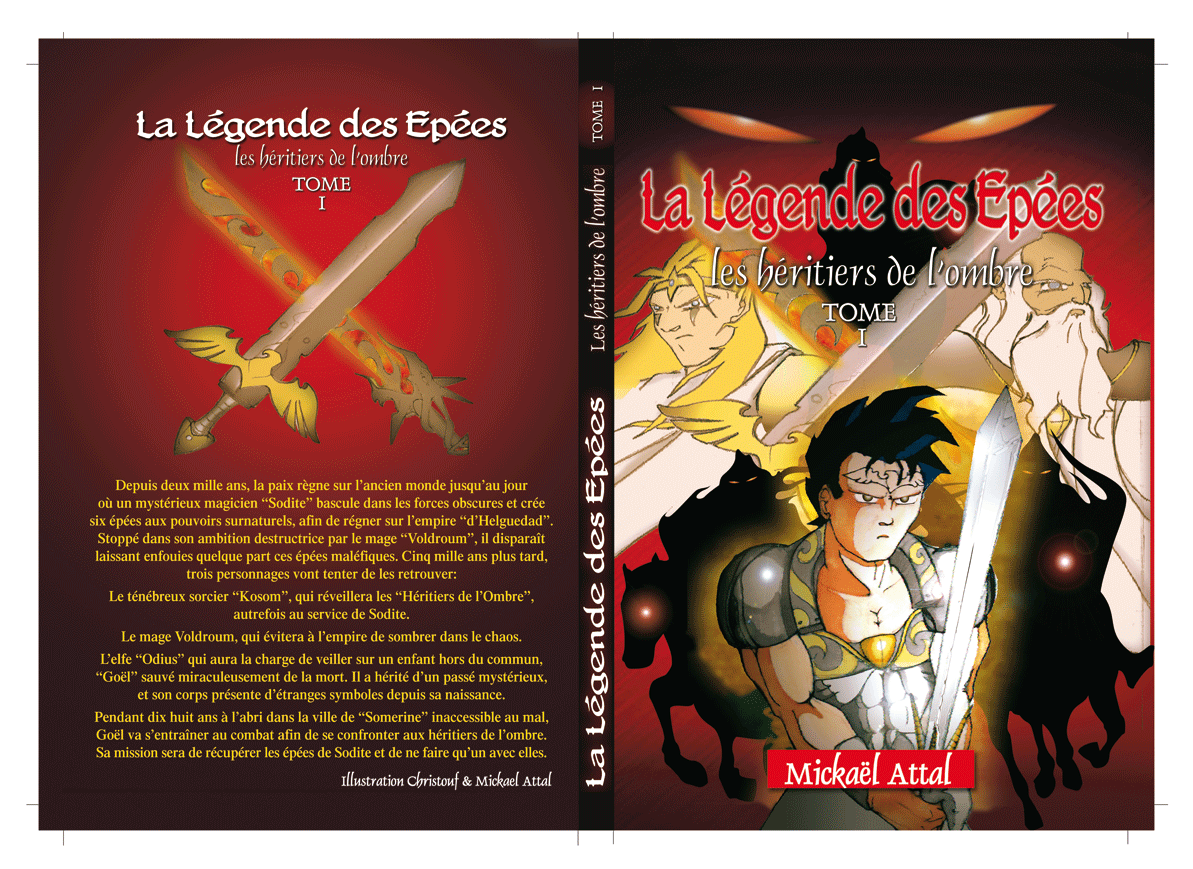 La Légende des Epées
les héritiers de l'ombre
TOME
I
Depuis deux mille ans, la paix règne sur l'ancien monde jusqu'au jour
où un mystérieux magicien “Sodite” bascule dans les forces obscures et crée
six épées aux pouvoirs surnaturels, afin de régner sur l'empire “d'Helguedad”.
Stoppé dans son ambition destructrice par le mage “Voldroum”, il disparaît
laissant enfouies quelque part ces épées maléfiques. Cinq mille ans plus tard,
trois personnages vont tenter de les retrouver:
Le ténébreux sorcier “Kosom”, qui réveillera les “Héritiers de l'Ombre”,
autrefois au service de Sodite.
Le mage Voldroum, qui évitera à l'empire de sombrer dans le chaos.
L'elfe “Odius” qui aura la charge de veiller sur un enfant hors du commun,
“Goël” sauvé miraculeusement de la mort. Il a hérité d'un passé mystérieux,
et son corps présente d'étranges symboles depuis sa naissance.
Pendant dix huit ans à l'abri dans la ville de “Somerine” inaccessible au mal,
Goël va s'entraîner au combat afin de se confronter aux héritiers de l'ombre.
Sa mission sera de récupérer les épées de Sodite et de ne faire qu'un avec elles.
Illustration Christouf & Mickael Attal
La Légende des Epées
Les héritiers de l'ombre
TOME I
La Légende des Epées
les héritiers de l'ombre
TOME
I
Mickaël Attal